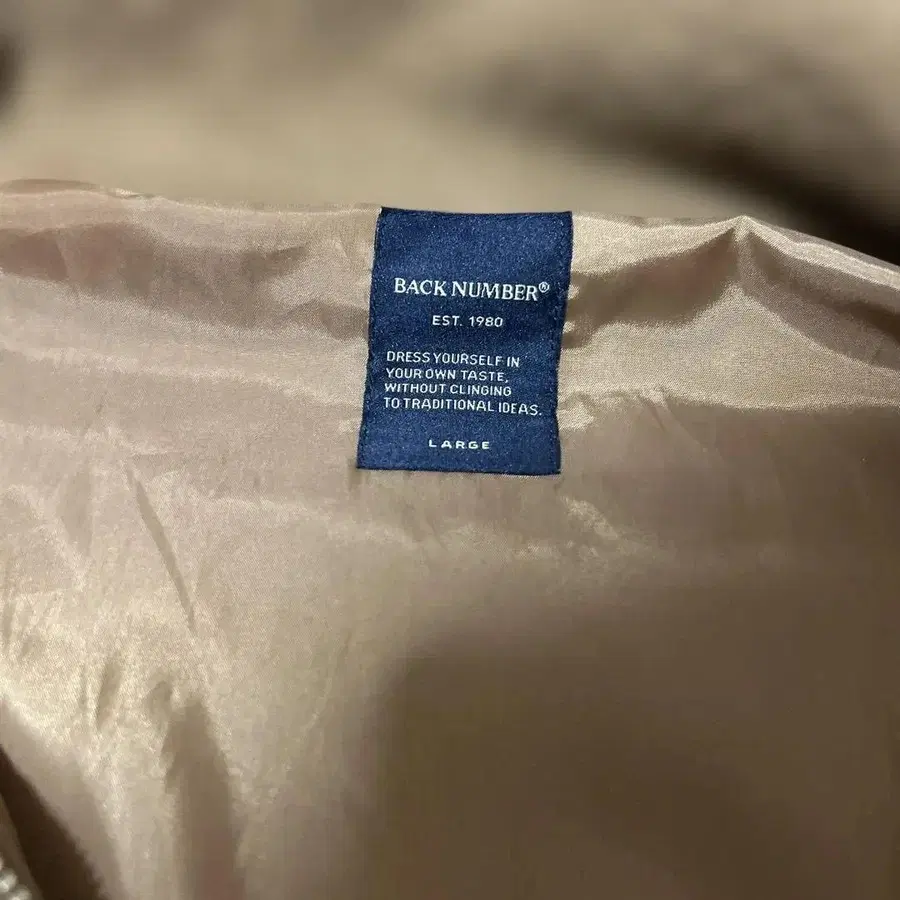 BACK NUMBER®
EST. 1980
DRESS YOURSELF IN
YOUR OWN TASTE,
WITHOUT CLINGING
TO TRADITIONAL IDEAS.
LARGE